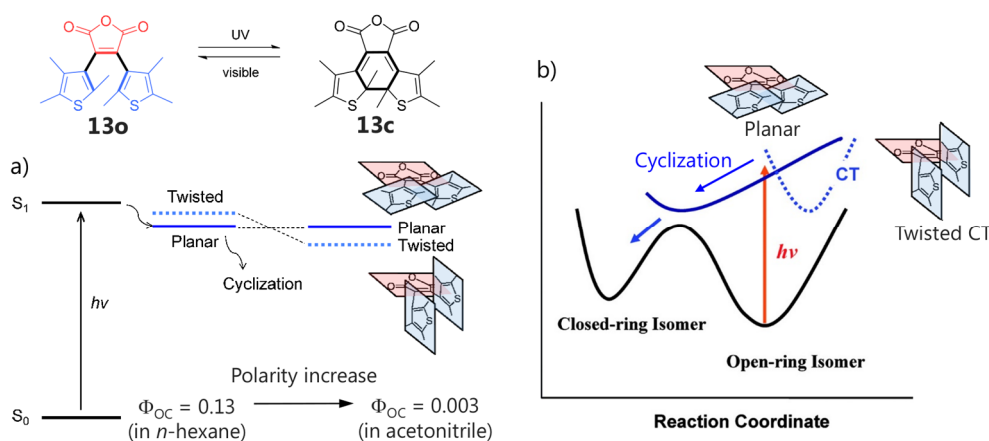 O
O
O
S
S
13o
UV
visible
O
O
O
S
S
13c
a)
S1
Twisted
Planar
Cyclization
hν
Planar
Twisted
S0
Polarity increase
ΦOC = 0.13
(in n-hexane)
ΦOC = 0.003
(in acetonitrile)
b)
Planar
Cyclization
CT
Twisted CT
hν
Closed-ring Isomer
Open-ring Isomer
Reaction Coordinate